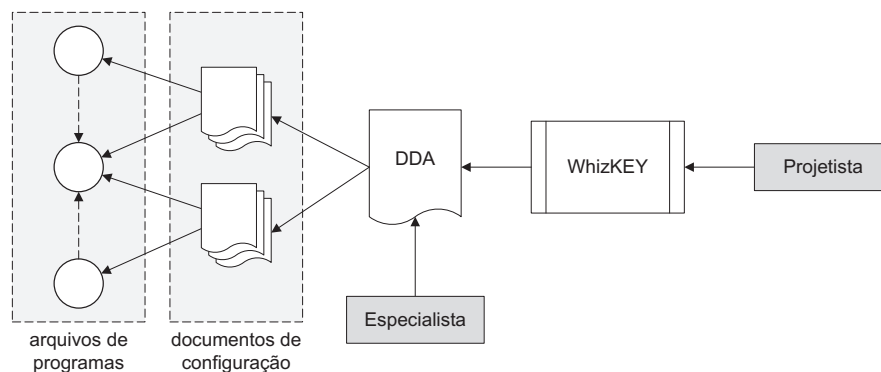 DDA
WhizKEY
Projetista
Especialista
arquivos de
programas
documentos de
configuração